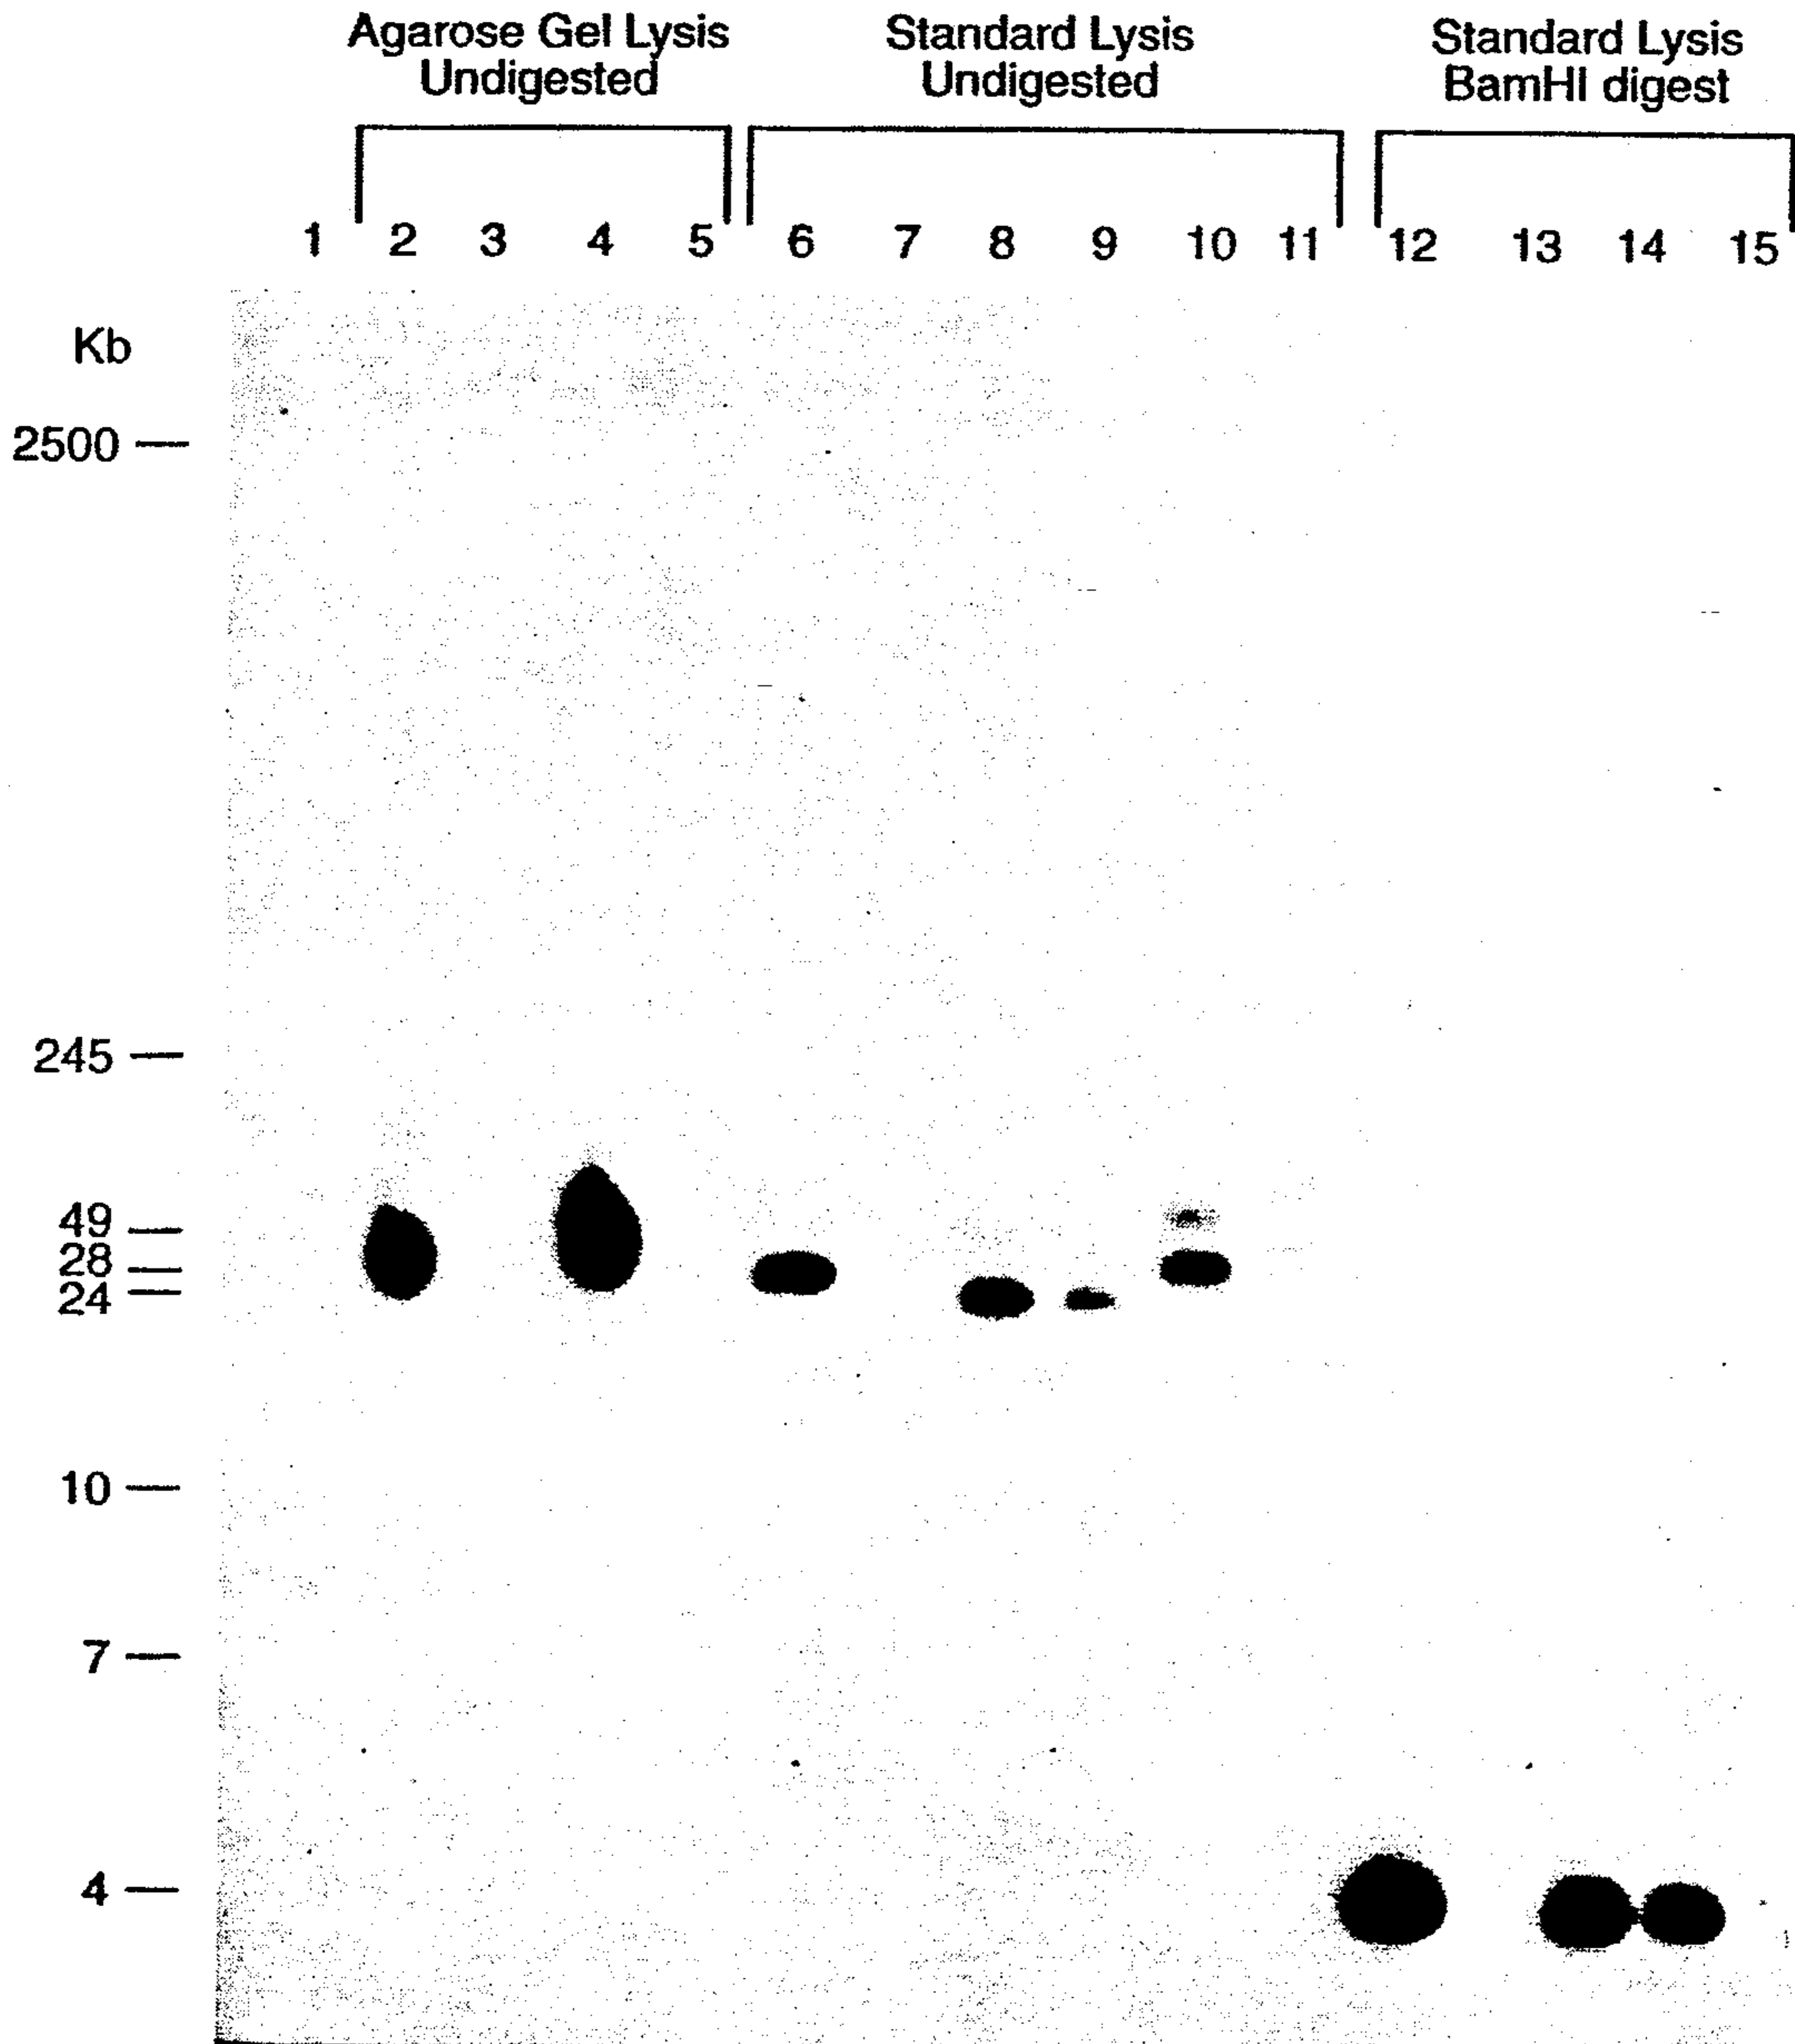 Agarose Gel Lysis
Undigested
Standard Lysis
Undigested
Standard Lysis
BamHI digest
1 2 3 4 5 6 7 8 9 10 11 12 13 14 15
Kb
2500
245
49
28
24
10
7
4